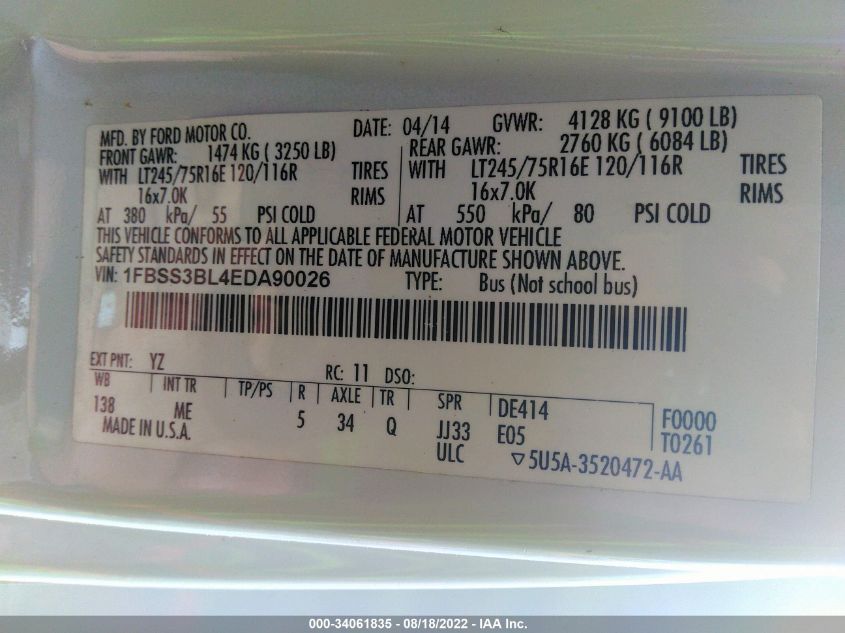 MFD. BY FORD MOTOR CO. DATE: 04/14 GVWR: 4128 KG ( 9100 LB)
FRONT GAWR: 1474 KG ( 3250 LB) REAR GAWR: 2760 KG ( 6084 LB)
WITH LT245/75R16E 120/116R TIRES WITH LT245/75R16E 120/116R TIRES
16x7.0K RIMS 16x7.0K RIMS
AT 380 kPa/ 55 PSI COLD AT 550 kPa/ 80 PSI COLD
THIS VEHICLE CONFORMS TO ALL APPLICABLE FEDERAL MOTOR VEHICLE
SAFETY STANDARDS IN EFFECT ON THE DATE OF MANUFACTURE SHOWN ABOVE.
VIN: 1FBSS3BL4EDA90026 TYPE: Bus (Not school bus)
EXT PNT: YZ RC: 11 DSO:
WB INT TR TP/PS R AXLE TR SPR DE414 F0000
138 ME 5 34 Q JJ33 E05 T0261
MADE IN U.S.A. ULC ▽5U5A-3520472-AA
000-34061835 - 08/18/2022 - IAA Inc.